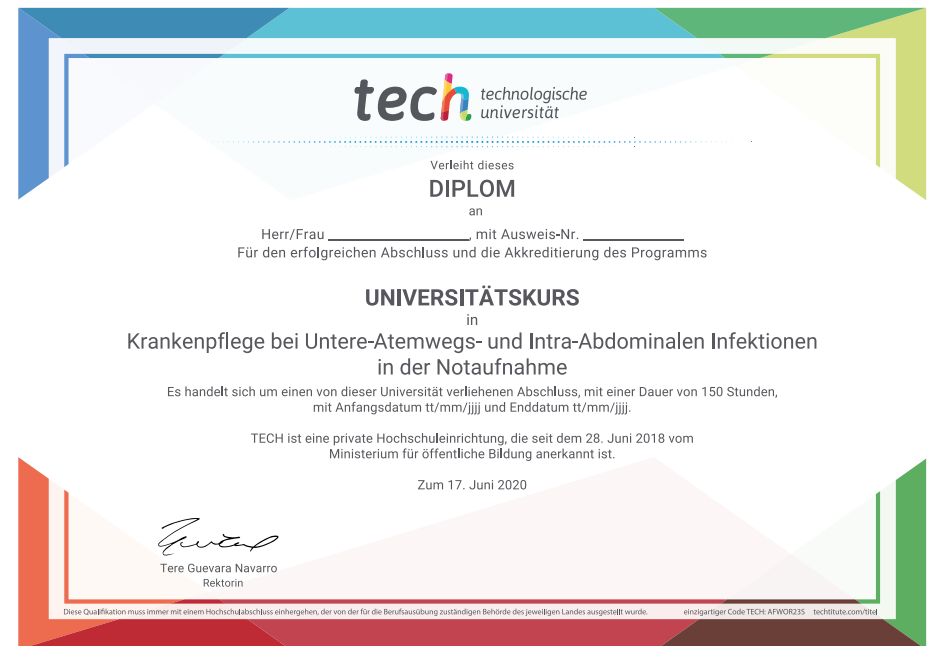 tech technologische
universität
Verleiht dieses
DIPLOM
an
Herr/Frau ____________________, mit Ausweis-Nr. ______________
Für den erfolgreichen Abschluss und die Akkreditierung des Programms
UNIVERSITÄTSKURS
in
Krankenpflege bei Untere-Atemwegs- und Intra-Abdominalen Infektionen
in der Notaufnahme
Es handelt sich um einen von dieser Universität verliehenen Abschluss, mit einer Dauer von 150 Stunden,
mit Anfangsdatum tt/mm/jjjj und Enddatum tt/mm/jjjj.
TECH ist eine private Hochschuleinrichtung, die seit dem 28. Juni 2018 vom
Ministerium für öffentliche Bildung anerkannt ist.
Zum 17. Juni 2020
Tere Guevara Navarro
Rektorin
Diese Qualifikation muss immer mit einem Hochschulabschluss einhergehen, der von der für die Berufsausübung zuständigen Behörde des jeweiligen Landes ausgestellt wurde. einzigartiger Code TECH: AFWOR23S techtitute.com/titel